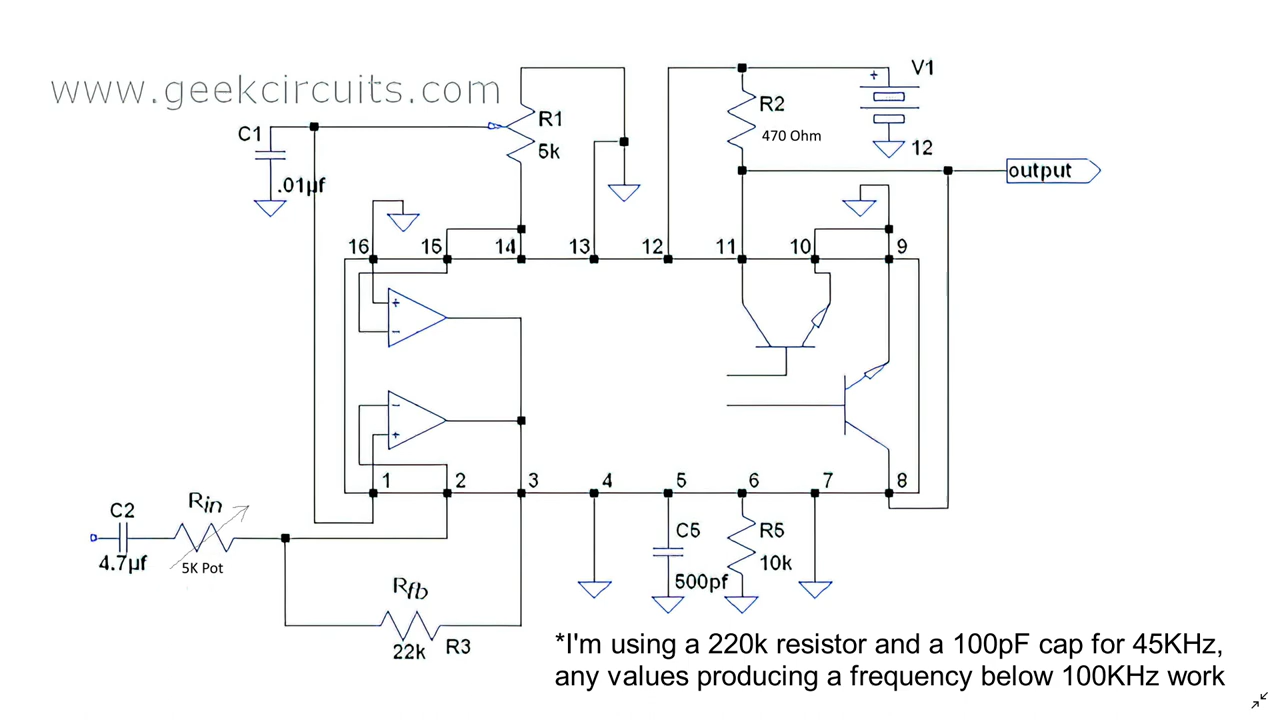 www.geekcircuits.com
V1
R1
5k
R2
470 Ohm
C1
.01µf
12
output
16 15 14 13 12 11 10 9
+
-
-
+
+
1 2 3 4 5 6 7 8
C2
4.7µf
Rin
5K Pot
C5
500pf
R5
10k
Rfb
22k R3
*I'm using a 220k resistor and a 100pF cap for 45KHz,
any values producing a frequency below 100KHz work